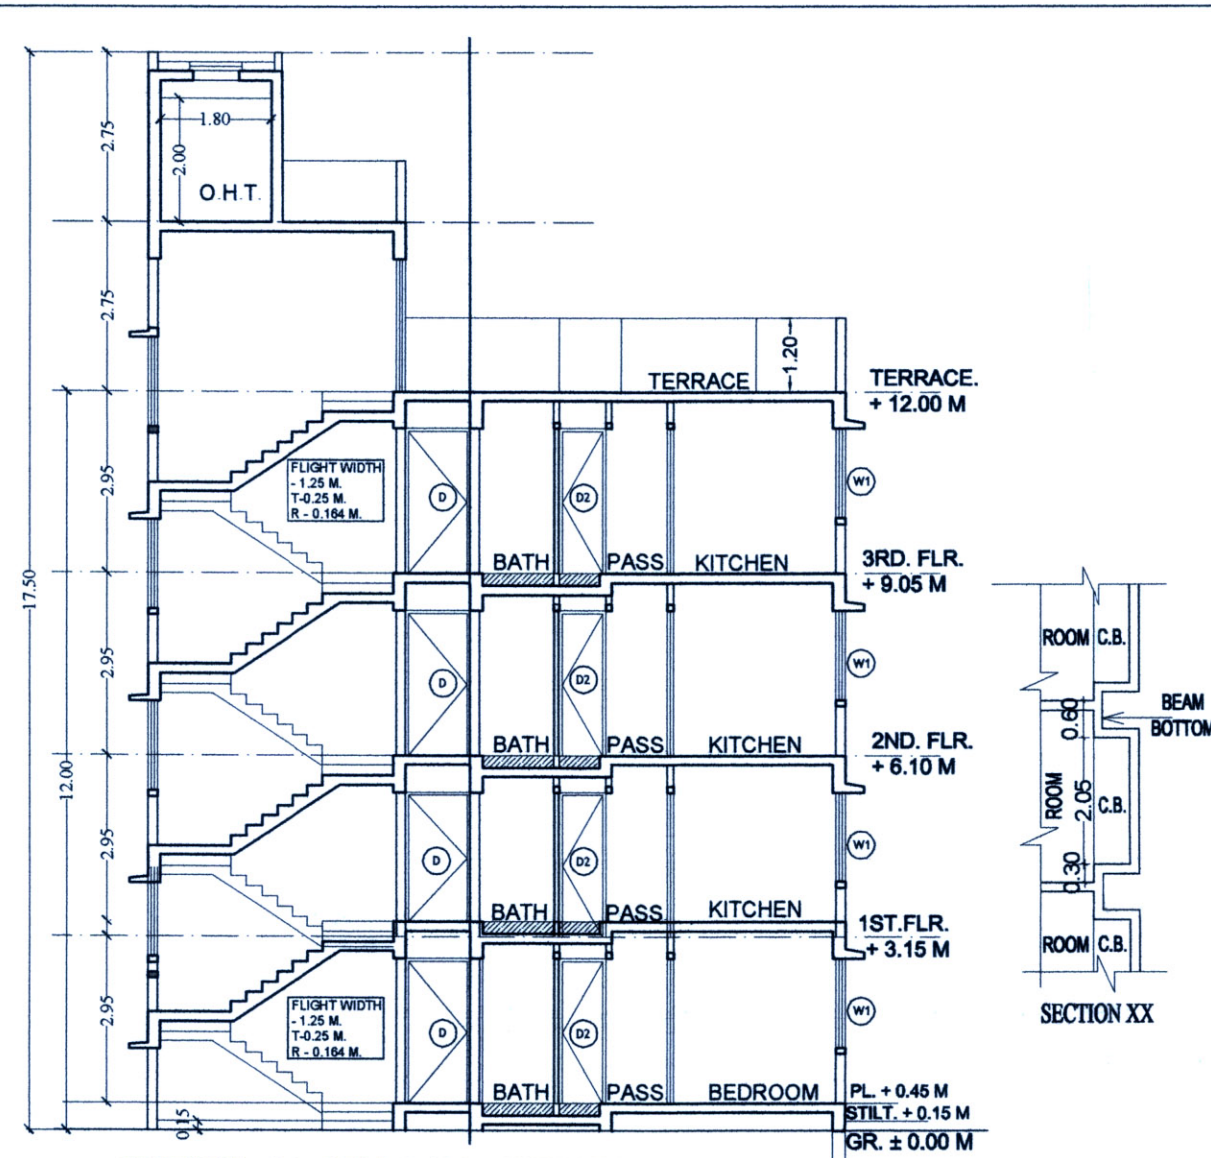 2.75
1.80
2.00
O.H.T.
2.75
1.20
TERRACE
TERRACE.
+ 12.00 M
FLIGHT WIDTH
- 1.25 M.
T-0.25 M.
R - 0.164 M.
D
D2
W1
2.95
BATH
PASS
KITCHEN
3RD. FLR.
+ 9.05 M
17.50
2.95
D
D2
W1
BATH
PASS
KITCHEN
2ND. FLR.
+ 6.10 M
12.00
2.95
D
D2
W1
BATH
PASS
KITCHEN
1ST.FLR.
+ 3.15 M
2.95
FLIGHT WIDTH
- 1.25 M.
T-0.25 M.
R - 0.164 M.
D
D2
W1
BATH
PASS
BEDROOM
PL. + 0.45 M
STILT. + 0.15 M
GR. ± 0.00 M
0.15
ROOM
C.B.
0.60
BEAM
BOTTOM
ROOM
2.05
C.B.
0.30
ROOM
C.B.
SECTION XX